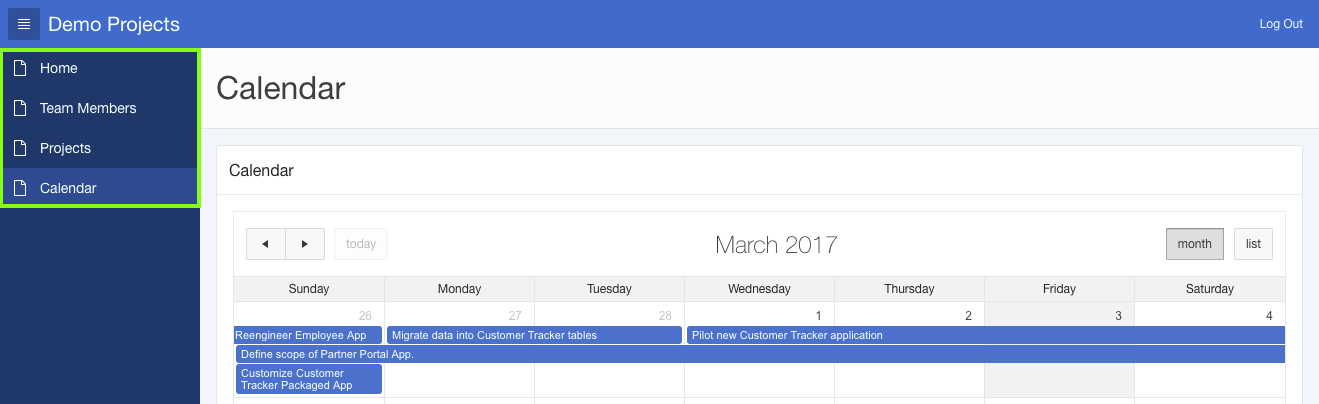 Demo Projects
Log Out
Home
Team Members
Projects
Calendar
Calendar
Calendar
today
March 2017
month
list
Sunday Monday Tuesday Wednesday Thursday Friday Saturday
26 27 28 1 2 3 4
Reengineer Employee App
Migrate data into Customer Tracker tables
Pilot new Customer Tracker application
Define scope of Partner Portal App.
Customize Customer
Tracker Packaged App